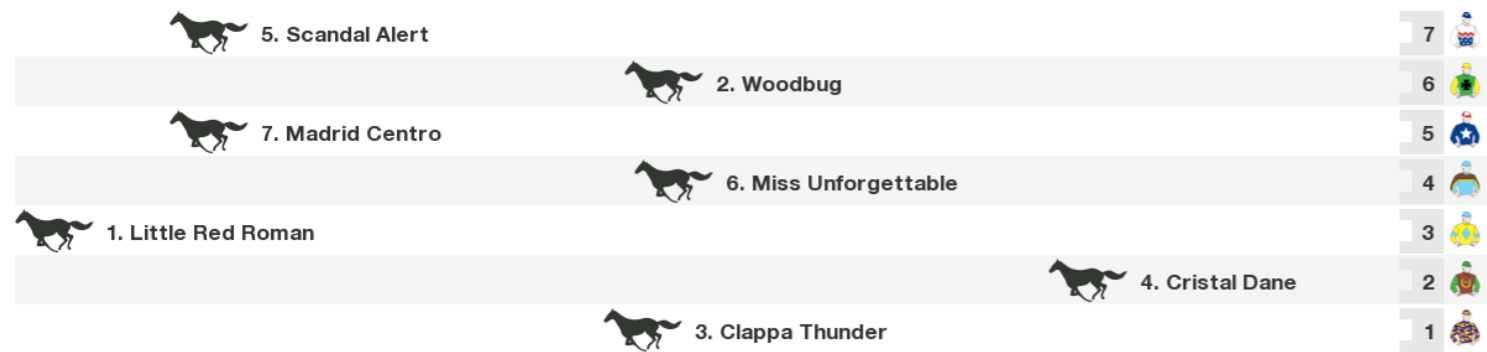 5. Scandal Alert 7
2. Woodbug 6
7. Madrid Centro 5
6. Miss Unforgettable 4
1. Little Red Roman 3
4. Cristal Dane 2
3. Clappa Thunder 1